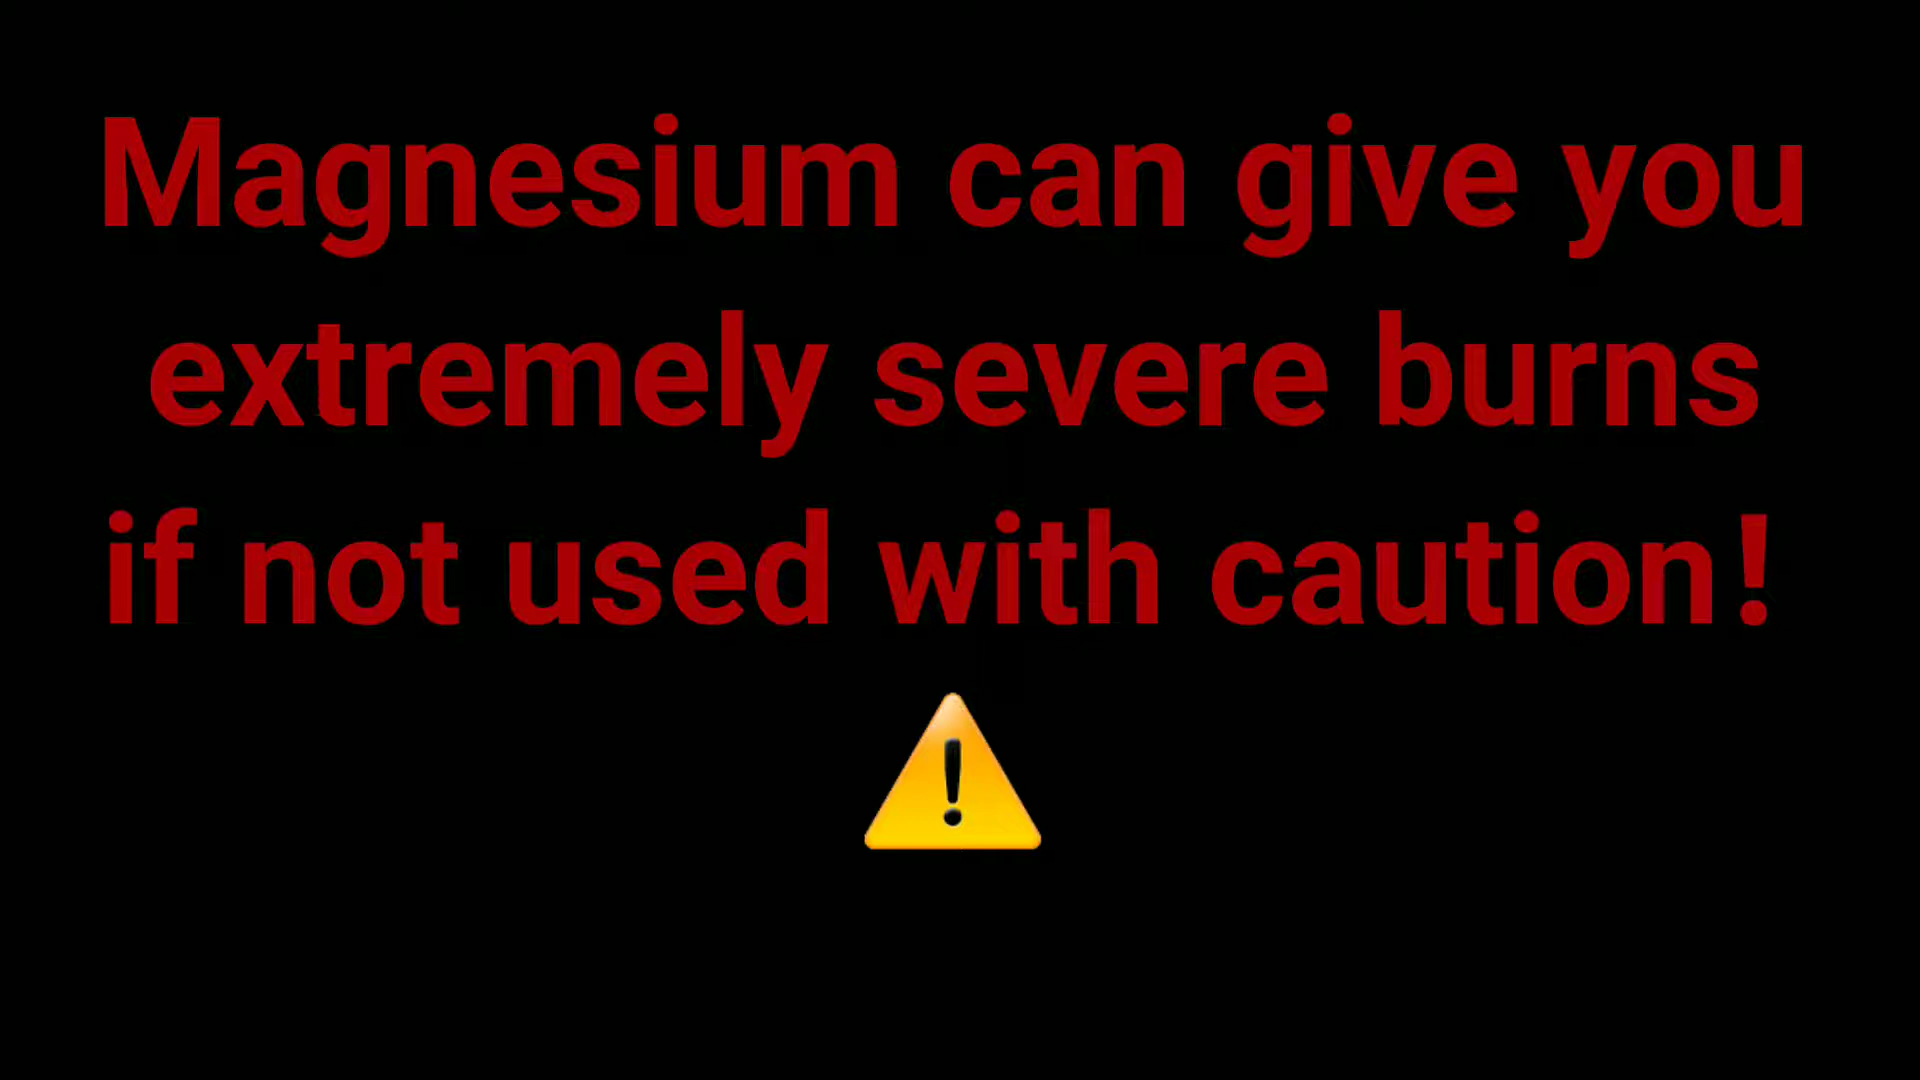 Magnesium can give you
extremely severe burns
if not used with caution!
⚠️